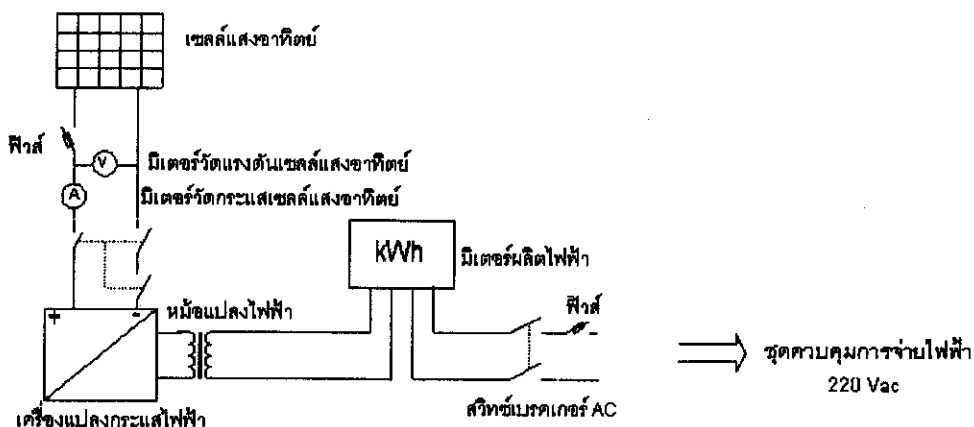 เซลล์แสงอาทิตย์
ฟิวส์
V
มิเตอร์วัดแรงดันเซลล์แสงอาทิตย์
A
มิเตอร์วัดกระแสเซลล์แสงอาทิตย์
kWh
มิเตอร์ผลิตไฟฟ้า
+
-
หม้อแปลงไฟฟ้า
ฟิวส์
ชุดควบคุมการจ่ายไฟฟ้า
220 Vac
เครื่องแปลงกระแสไฟฟ้า
สวิทช์เบรคเกอร์ AC